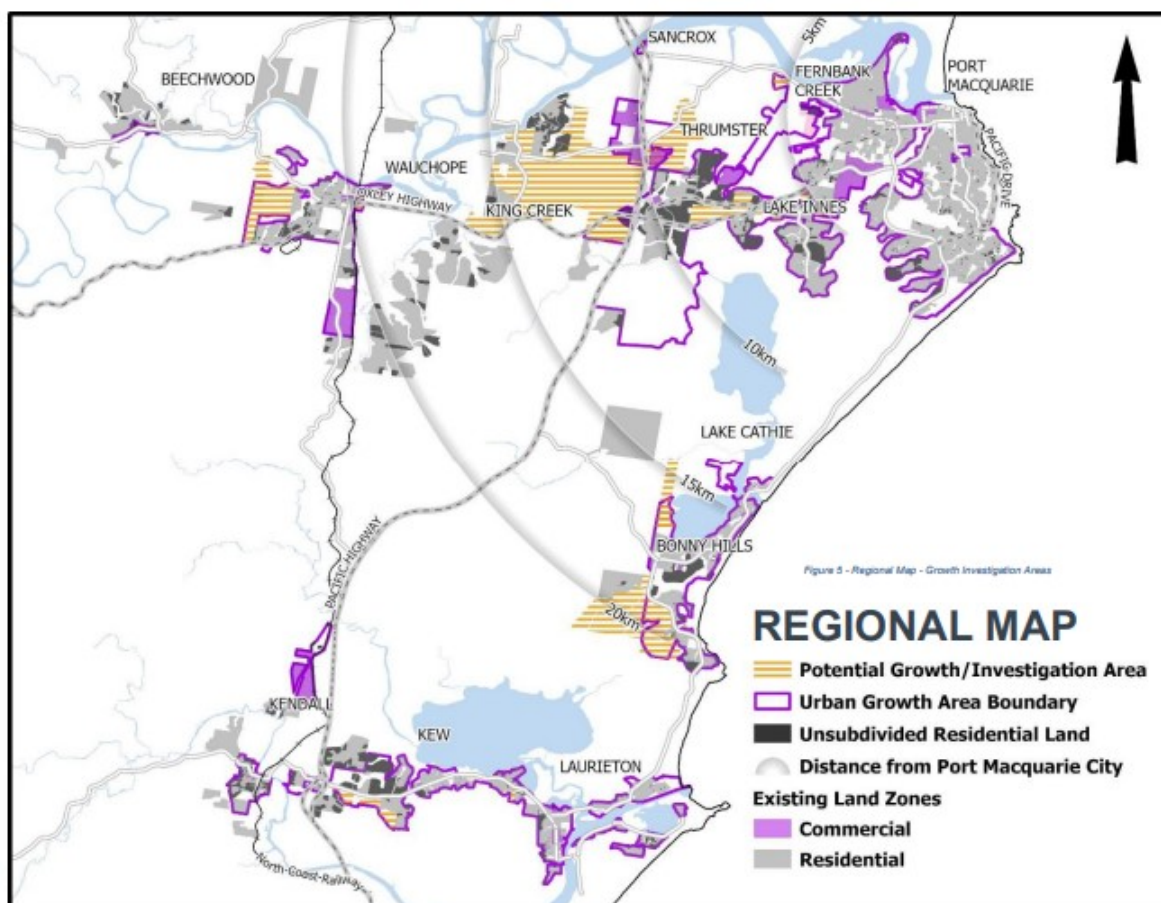 SANCROX
5km
BEECHWOOD
FERNBANK
CREEK
PORT
MACQUARIE
THRUMSTER
PACIFIC DRIVE
WAUCHOPE
OXLEY HIGHWAY
KING CREEK
LAKE INNES
10km
LAKE CATHIE
15km
PACIFIC HIGHWAY
BONNY HILLS
Figure 5 - Regional Map - Growth Investigation Areas
20km
REGIONAL MAP
Potential Growth/Investigation Area
Urban Growth Area Boundary
Unsubdivided Residential Land
Distance from Port Macquarie City
Existing Land Zones
Commercial
Residential
KENDALL
KEW
LAURIETON
North-Coast-Railway